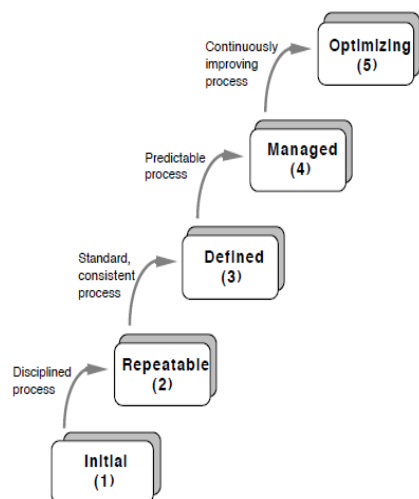 Continuously
improving
process
Optimizing
(5)
Predictable
process
Managed
(4)
Standard,
consistent
process
Defined
(3)
Disciplined
process
Repeatable
(2)
Initial
(1)